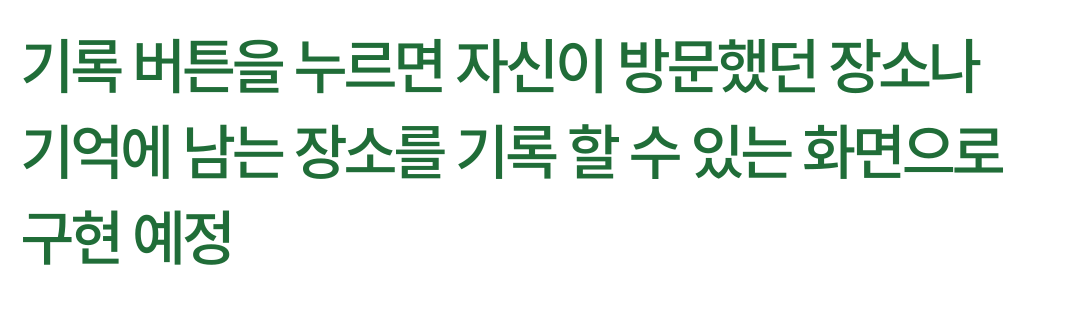 기록 버튼을 누르면 자신이 방문했던 장소나
기억에 남는 장소를 기록 할 수 있는 화면으로
구현 예정